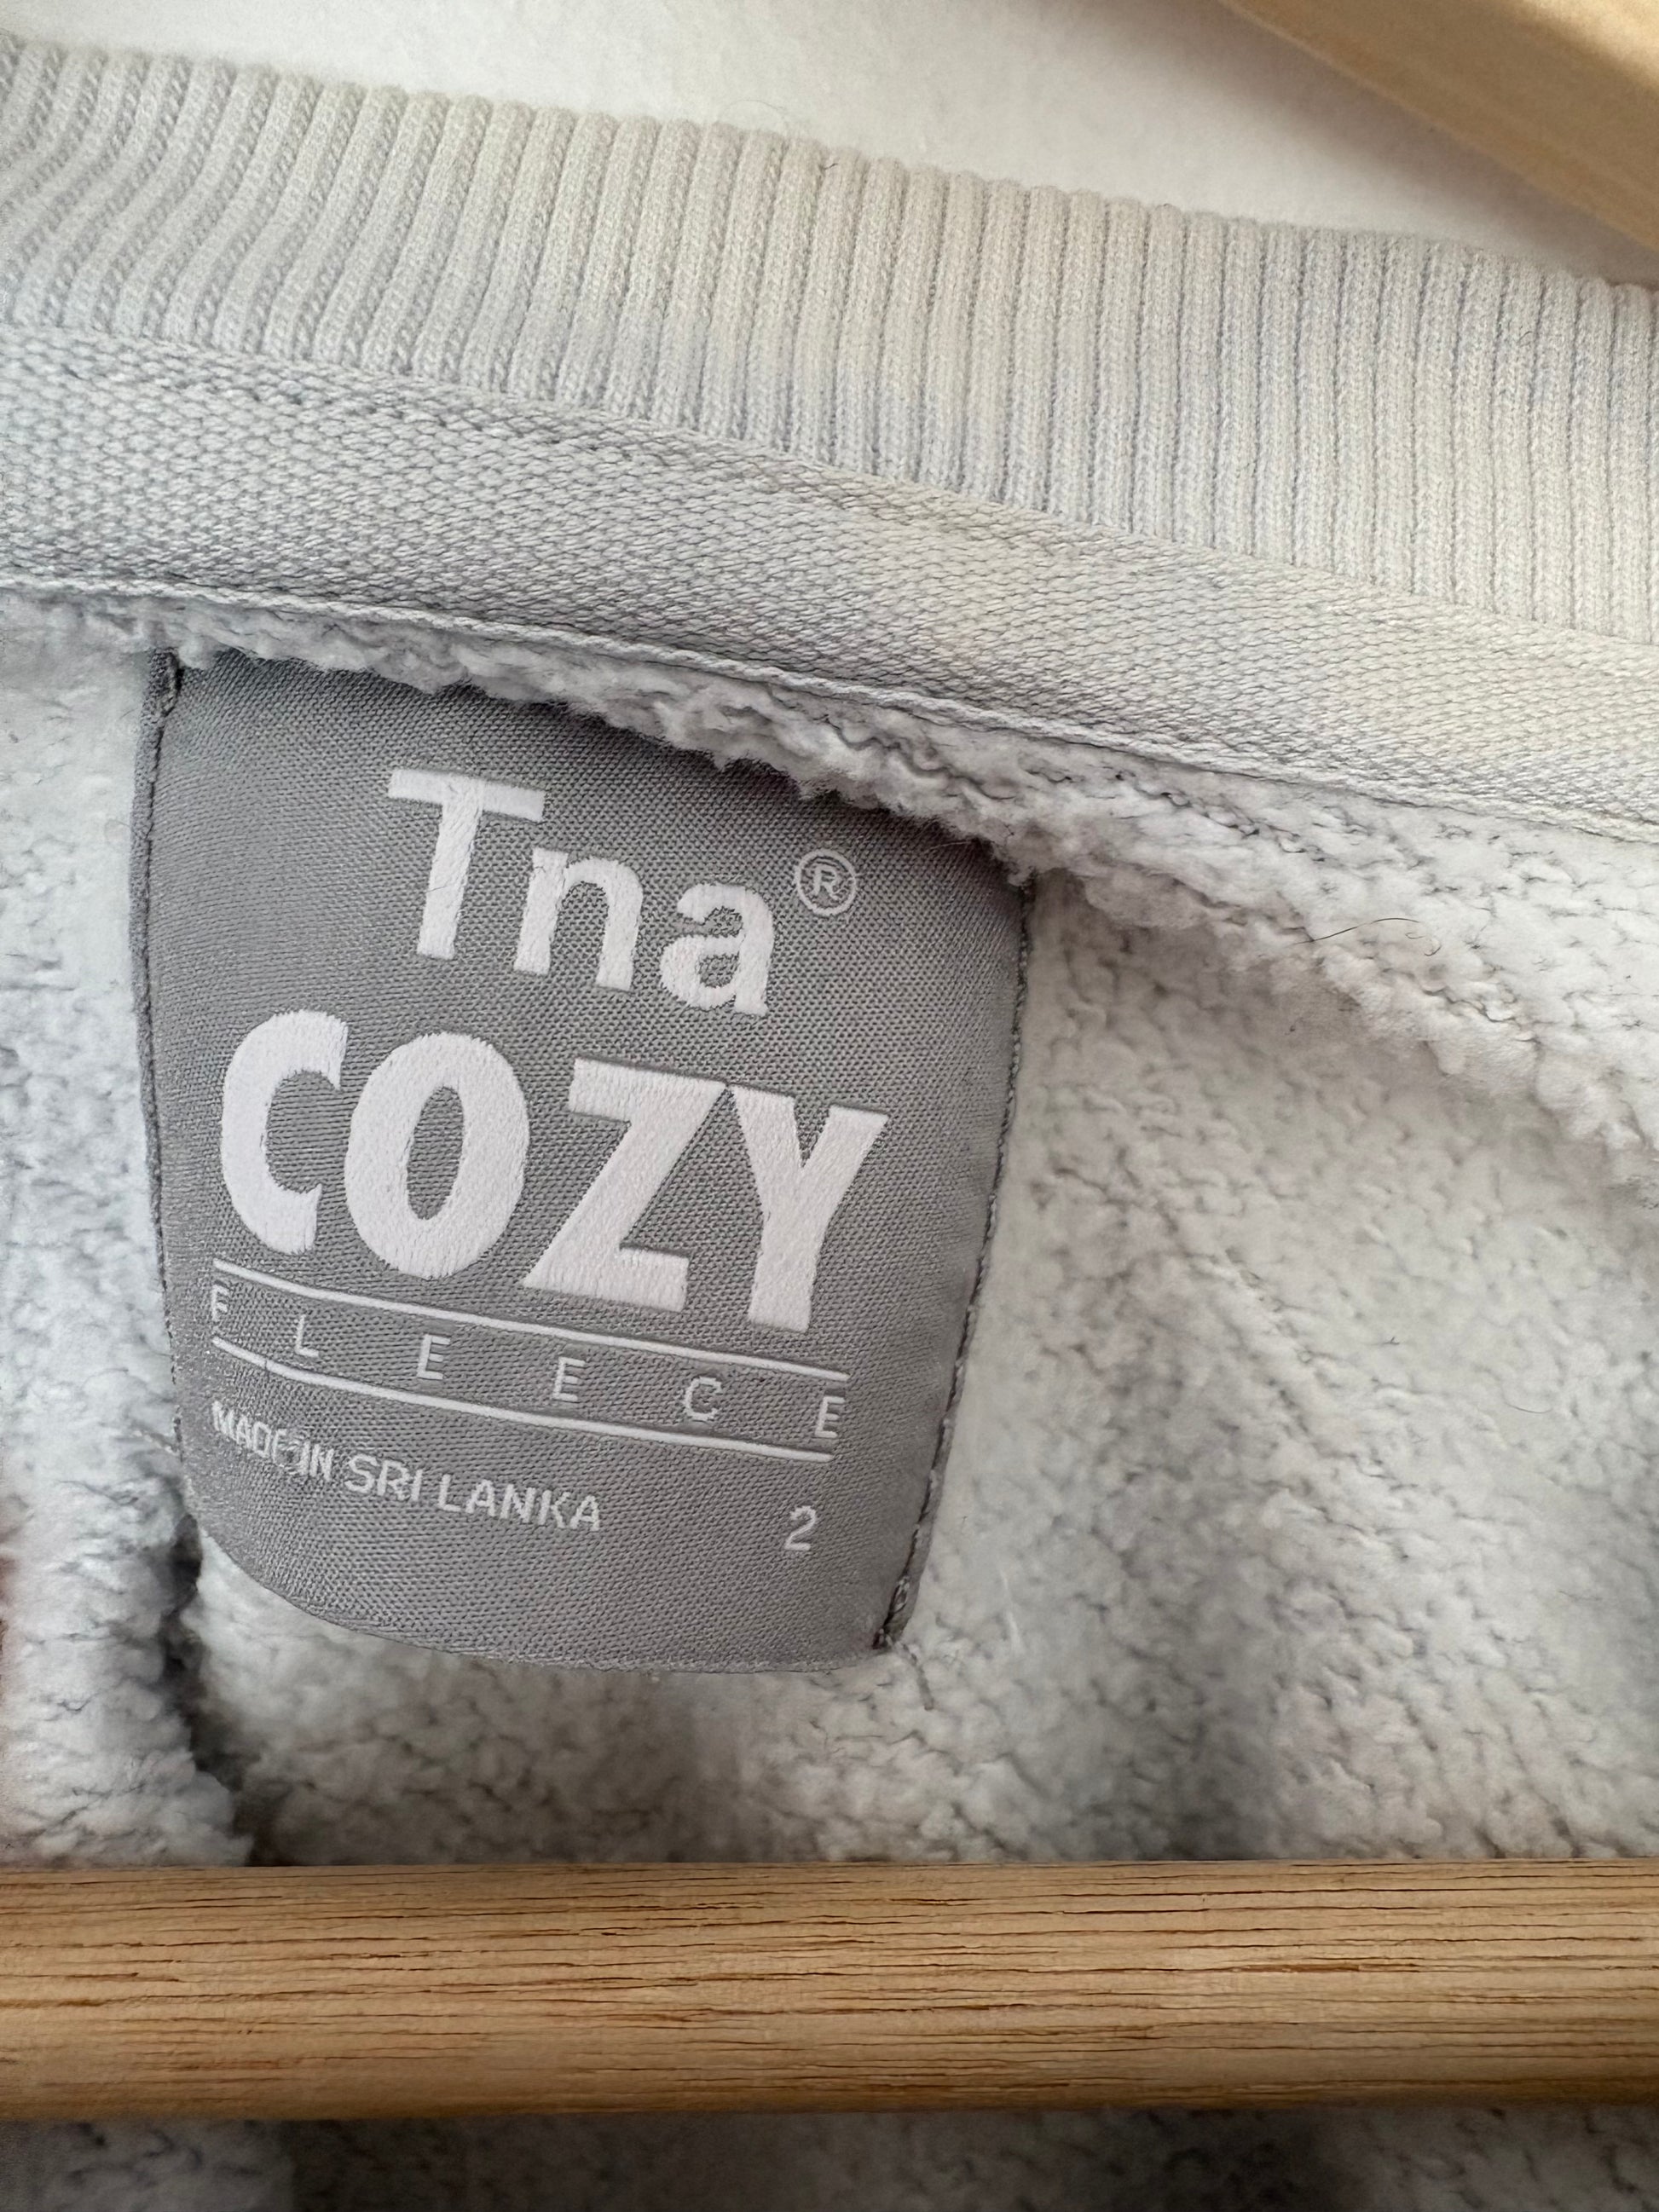 Tna®
COZY
FLEECE
MADE IN SRI LANKA 2